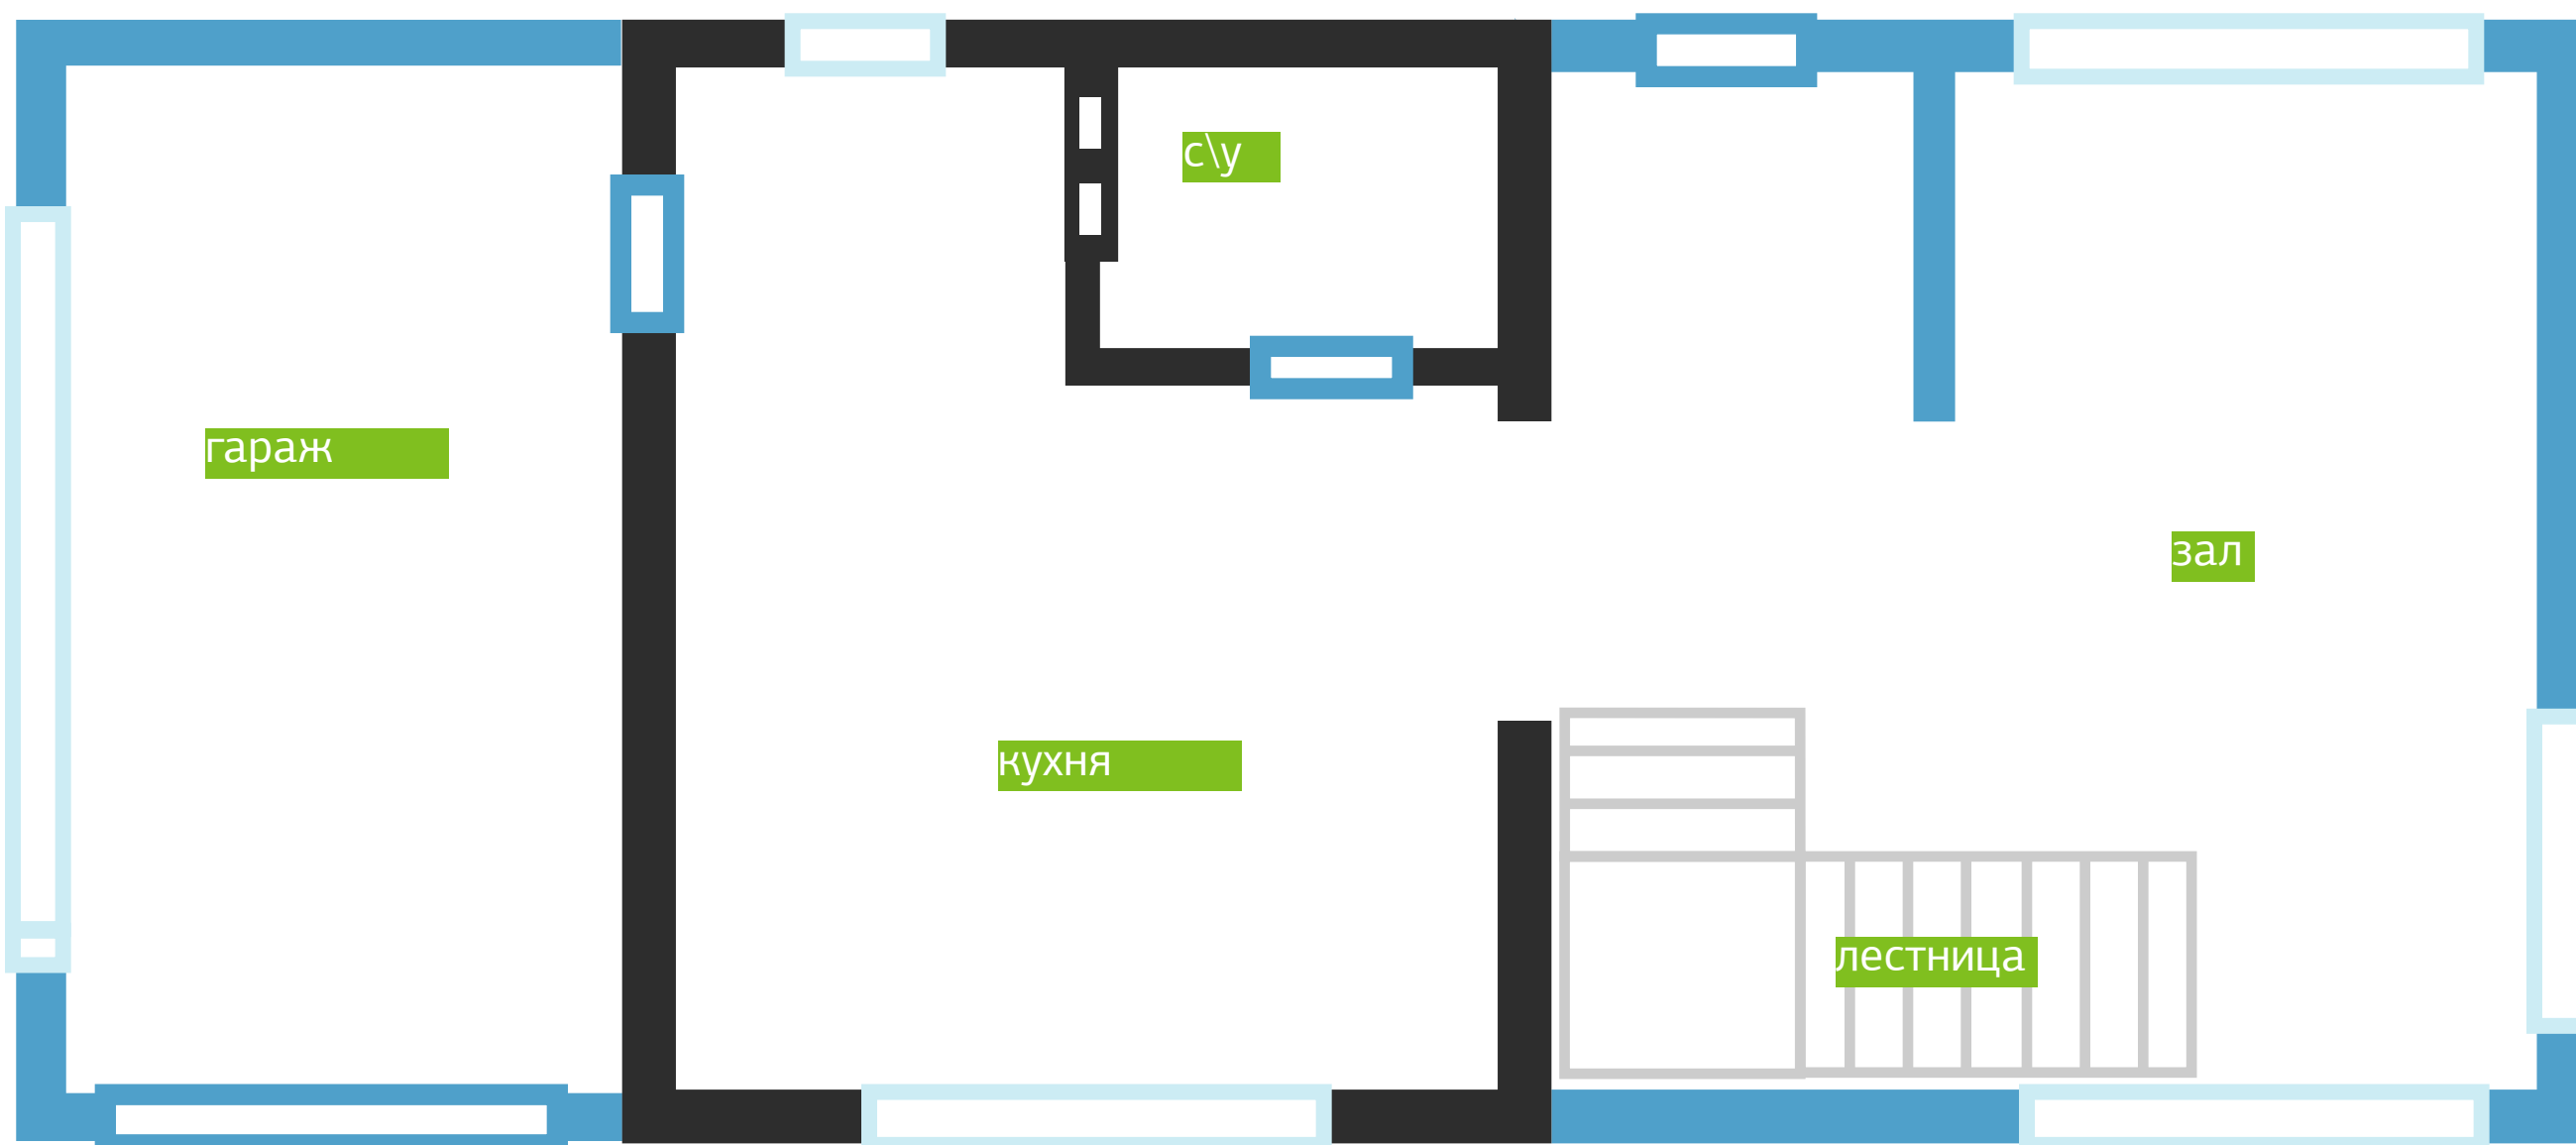 с\у
гараж
зал
кухня
лестница